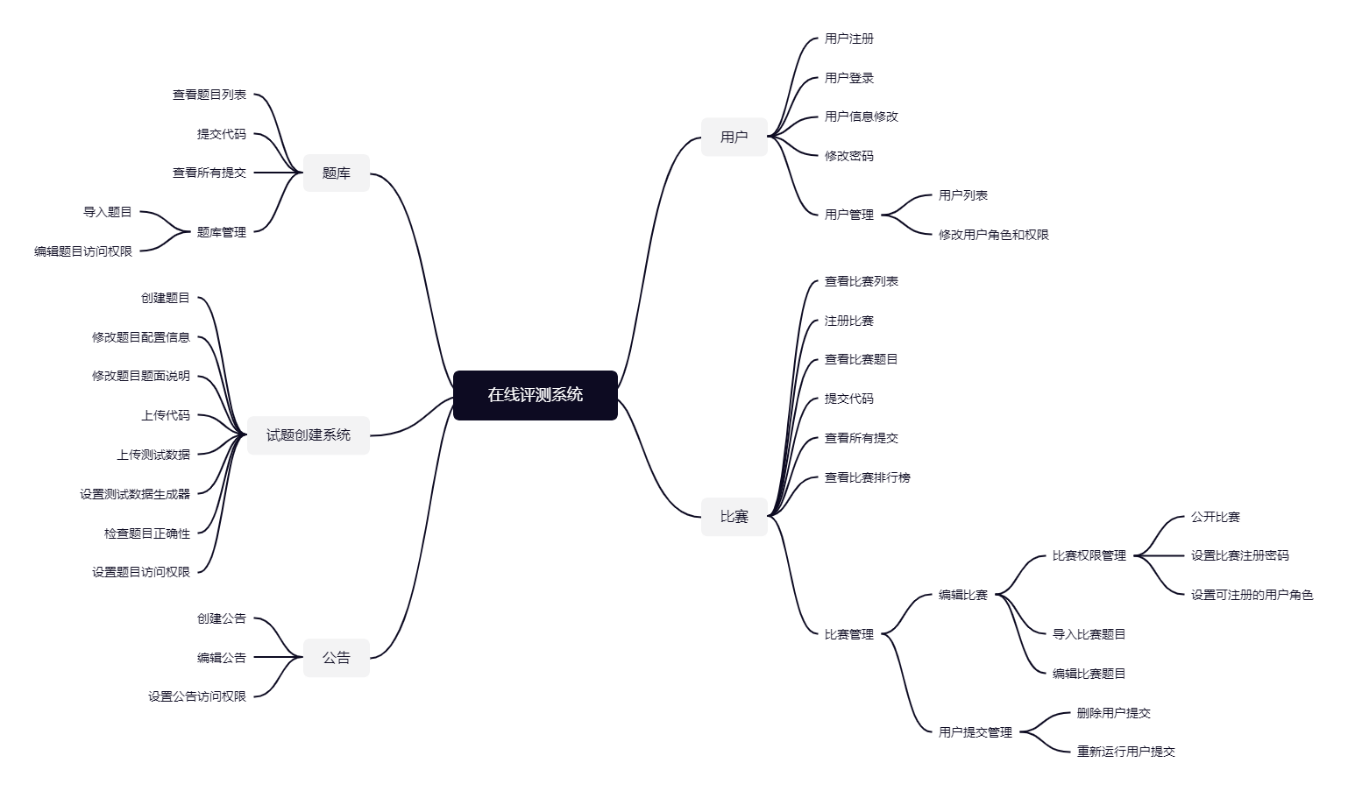 在线评测系统
用户
用户注册
用户登录
用户信息修改
修改密码
用户管理
用户列表
修改用户角色和权限
比赛
查看比赛列表
注册比赛
查看比赛题目
提交代码
查看所有提交
查看比赛排行榜
比赛管理
编辑比赛
比赛权限管理
公开比赛
设置比赛注册密码
设置可注册的用户角色
导入比赛题目
编辑比赛题目
用户提交管理
删除用户提交
重新运行用户提交
题库
查看题目列表
提交代码
查看所有提交
题库管理
导入题目
编辑题目访问权限
试题创建系统
创建题目
修改题目配置信息
修改题目题面说明
上传代码
上传测试数据
设置测试数据生成器
检查题目正确性
设置题目访问权限
公告
创建公告
编辑公告
设置公告访问权限